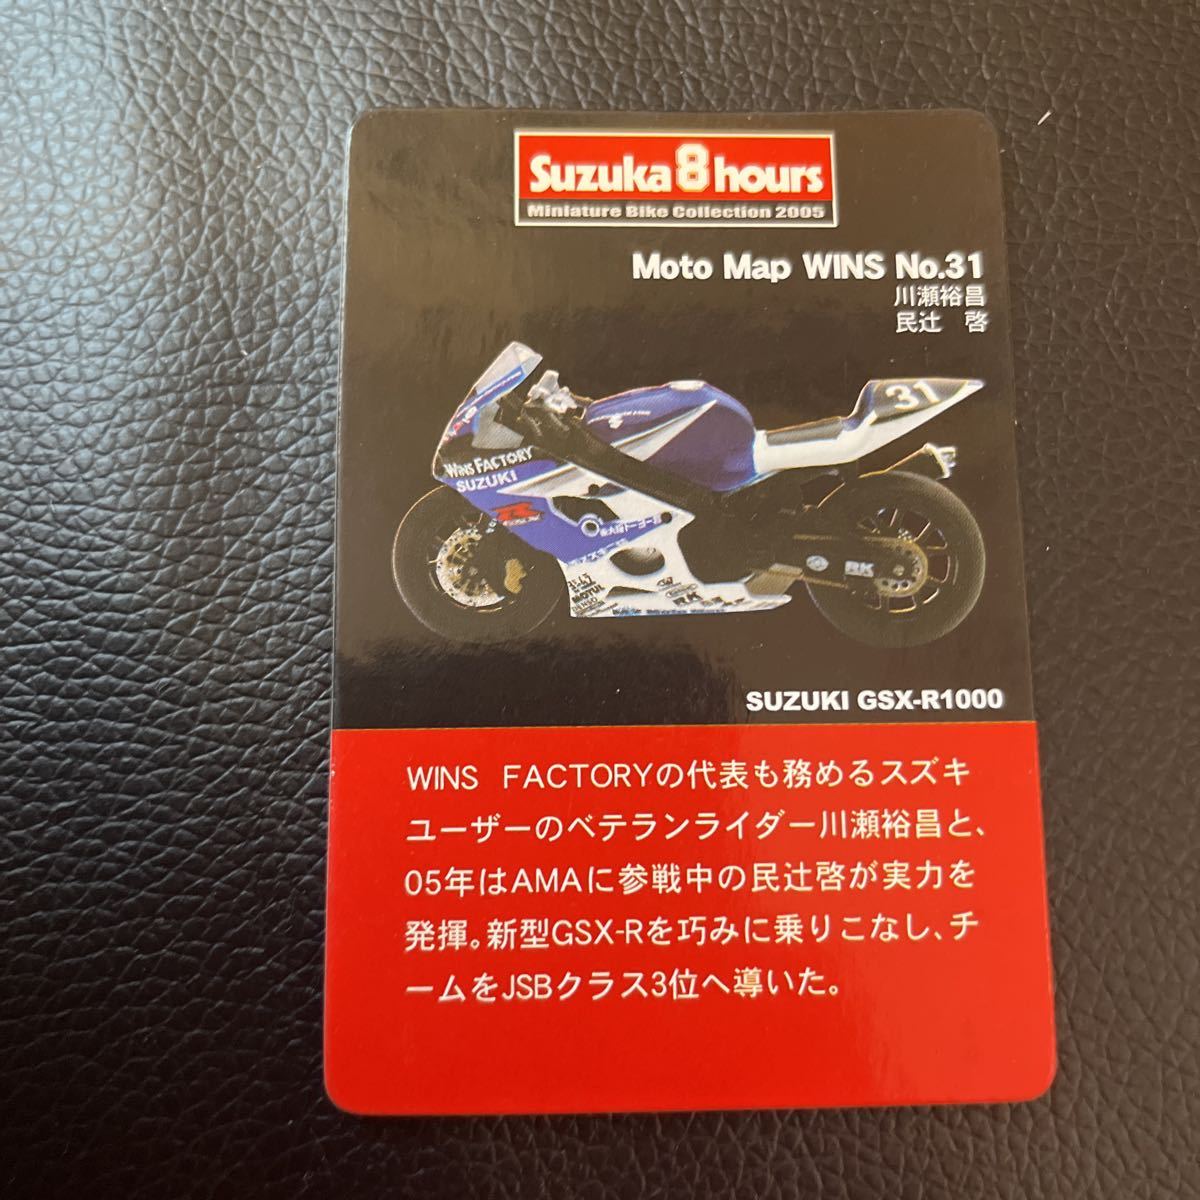 Suzuka 8 hours
Miniature Bike Collection 2005
Moto Map WINS No.31
川瀬裕昌
民辻　啓
31
WINS FACTORY
SUZUKI
R
RK
MOTUL
RK
SUZUKI GSX-R1000
WINS　FACTORYの代表も務めるスズキ
ユーザーのベテランライダー川瀬裕昌と、
05年はAMAに参戦中の民辻啓が実力を
発揮。新型GSX-Rを巧みに乗りこなし、チ
ームをJSBクラス3位へ導いた。